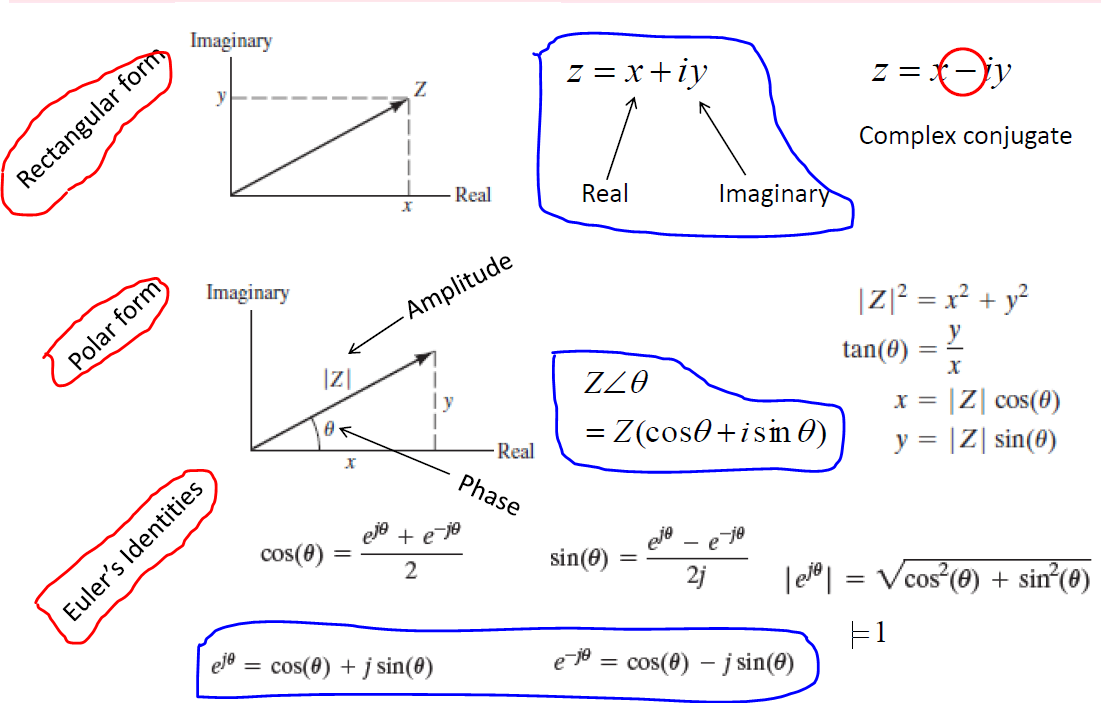 Rectangular form
Imaginary
y
Z
Real
x
z = x + iy
Real
Imaginary
z = x − iy
Complex conjugate
Polar form
Imaginary
Amplitude
|Z|
y
θ
Real
x
Phase
Z∠θ
= Z(cosθ + i sin θ)
|Z|² = x² + y²
tan(θ) = y/x
x = |Z| cos(θ)
y = |Z| sin(θ)
Euler's Identities
cos(θ) = (e^{jθ} + e^{−jθ})/2
sin(θ) = (e^{jθ} − e^{−jθ})/2j
|e^{jθ}| = √(cos²(θ) + sin²(θ))
|= 1
e^{jθ} = cos(θ) + j sin(θ)
e^{−jθ} = cos(θ) − j sin(θ)